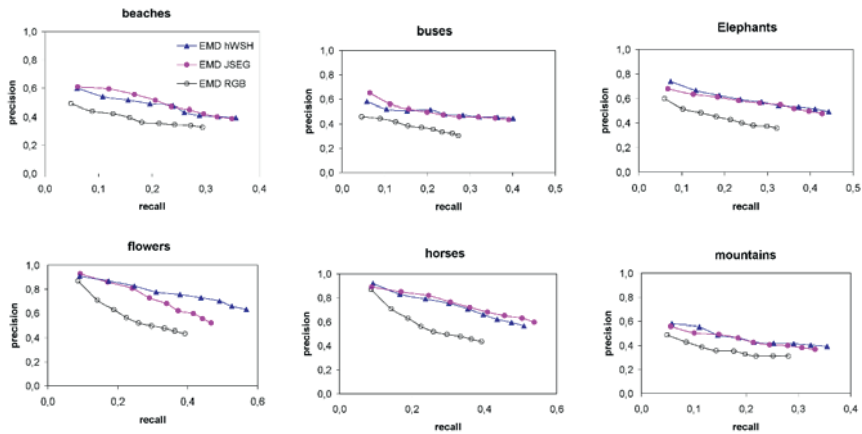 beaches
1,0
0,8
0,6
0,4
0,2
0,0
precision
EMD hWSH
EMD JSEG
EMD RGB
0,0 0,1 0,2 0,3 0,4
recall
buses
1,0
0,8
0,6
0,4
0,2
0,0
precision
0,0 0,1 0,2 0,3 0,4 0,5
recall
Elephants
1,0
0,8
0,6
0,4
0,2
0,0
precision
0,0 0,1 0,2 0,3 0,4 0,5
recall
flowers
1,0
0,8
0,6
0,4
0,2
0,0
precision
0,0 0,2 0,4 0,6
recall
horses
1,0
0,8
0,6
0,4
0,2
0,0
precision
0,0 0,2 0,4 0,6
recall
mountains
1,0
0,8
0,6
0,4
0,2
0,0
precision
0,0 0,1 0,2 0,3 0,4
recall